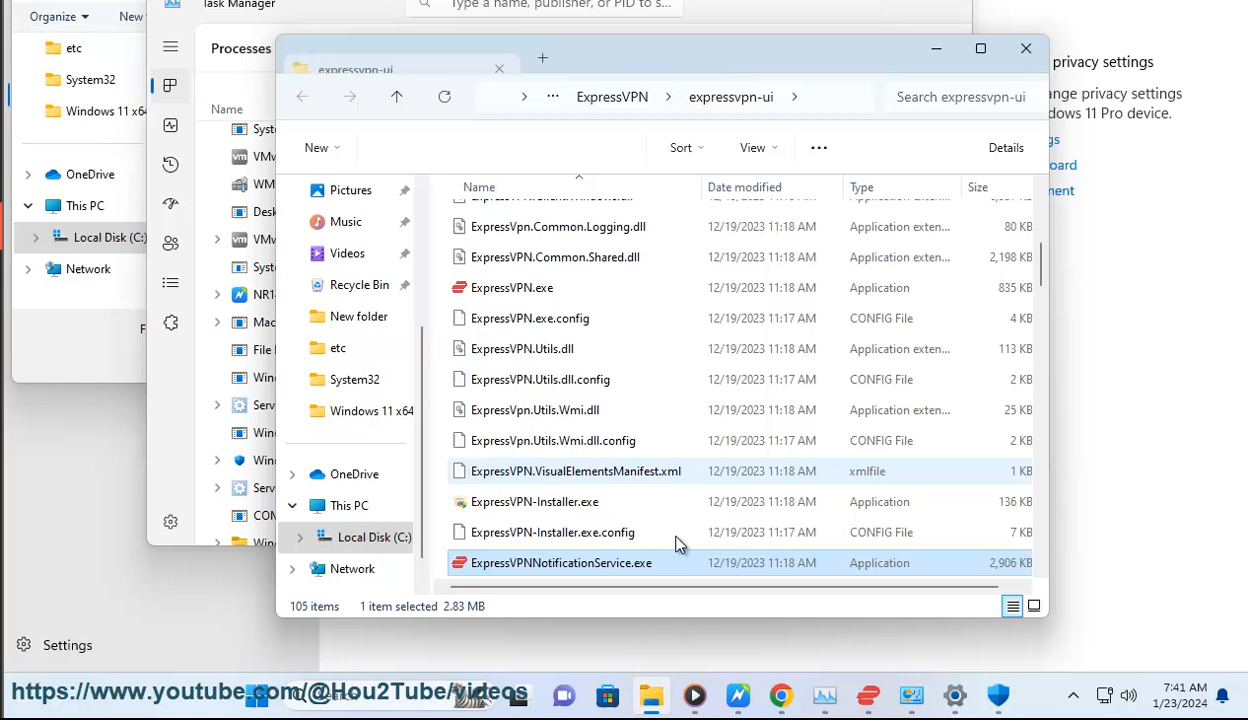 Task Manager
Type a name, publisher, or PID to s...
Organize
New
etc
System32
Windows 11 x64
OneDrive
This PC
Local Disk (C:)
Network
Settings
Processes
Name
privacy settings
ange privacy settings
dows 11 Pro device.
gs
oard
ment
expressvpn-ui
ExpressVPN
expressvpn-ui
Search expressvpn-ui
New
Sort
View
Details
Pictures
Music
Videos
Recycle Bin
New folder
etc
System32
Windows 11 x64
OneDrive
This PC
Local Disk (C:)
Network
Name Date modified Type Size
ExpressVpn.Common.Logging.dll 12/19/2023 11:18 AM Application exten... 80 KB
ExpressVPN.Common.Shared.dll 12/19/2023 11:18 AM Application exten... 2,198 KB
ExpressVPN.exe 12/19/2023 11:18 AM Application 835 KB
ExpressVPN.exe.config 12/19/2023 11:17 AM CONFIG File 4 KB
ExpressVPN.Utils.dll 12/19/2023 11:18 AM Application exten... 113 KB
ExpressVPN.Utils.dll.config 12/19/2023 11:17 AM CONFIG File 2 KB
ExpressVpn.Utils.Wmi.dll 12/19/2023 11:18 AM Application exten... 25 KB
ExpressVpn.Utils.Wmi.dll.config 12/19/2023 11:17 AM CONFIG File 2 KB
ExpressVPN.VisualElementsManifest.xml 12/19/2023 11:18 AM xmlfile 1 KB
ExpressVPN-Installer.exe 12/19/2023 11:18 AM Application 136 KB
ExpressVPN-Installer.exe.config 12/19/2023 11:17 AM CONFIG File 7 KB
ExpressVPNNotificationService.exe 12/19/2023 11:18 AM Application 2,906 KB
105 items 1 item selected 2.83 MB
https://www.youtube.com/@Hou2Tube/videos
7:41 AM
1/23/2024